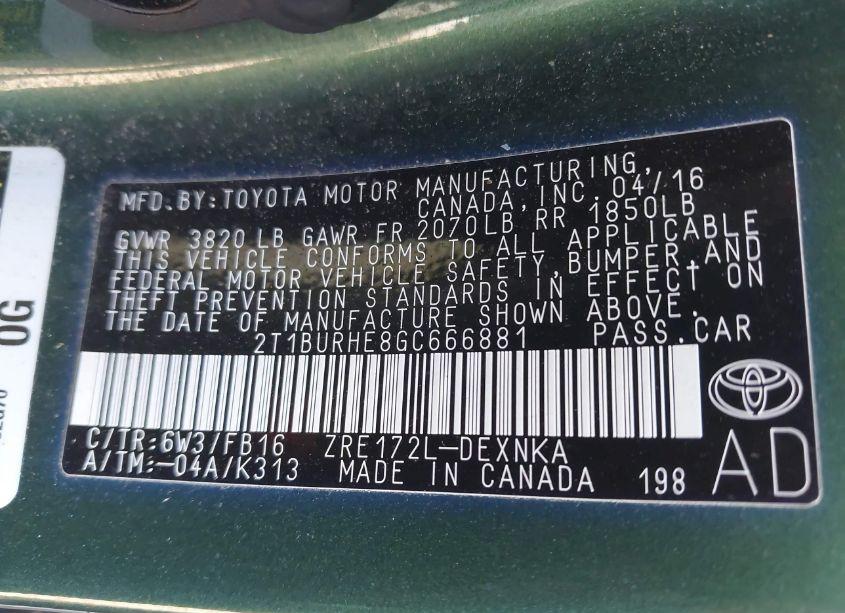 MFD.BY:TOYOTA MOTOR MANUFACTURING,
CANADA,INC. 04/16
GVWR 3820 LB GAWR FR 2070LB RR 1850LB
THIS VEHICLE CONFORMS TO ALL APPLICABLE
FEDERAL MOTOR VEHICLE SAFETY,BUMPER,AND
THEFT PREVENTION STANDARDS IN EFFECT ON
THE DATE OF MANUFACTURE SHOWN ABOVE.
2T1BURHE8GC666881 PASS.CAR
C/TR:6W3/FB16 ZRE172L-DEXNKA
A/TM:-04A/K313 MADE IN CANADA 198 AD
0G